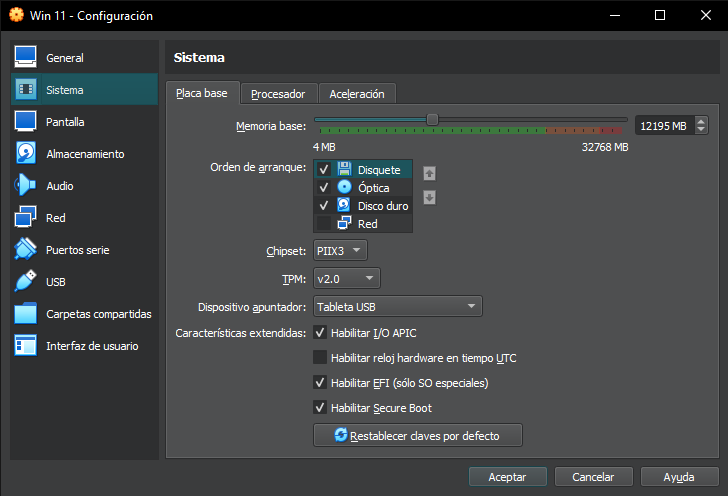 Win 11 - Configuración
General
Sistema
Pantalla
Almacenamiento
Audio
Red
Puertos serie
USB
Carpetas compartidas
Interfaz de usuario
Sistema
Placa base Procesador Aceleración
Memoria base: 12195 MB
4 MB 32768 MB
Orden de arranque: Disquete
Óptica
Disco duro
Red
Chipset: PIIX3
TPM: v2.0
Dispositivo apuntador: Tableta USB
Características extendidas: Habilitar I/O APIC
Habilitar reloj hardware en tiempo UTC
Habilitar EFI (sólo SO especiales)
Habilitar Secure Boot
Restablecer claves por defecto
Aceptar Cancelar Ayuda